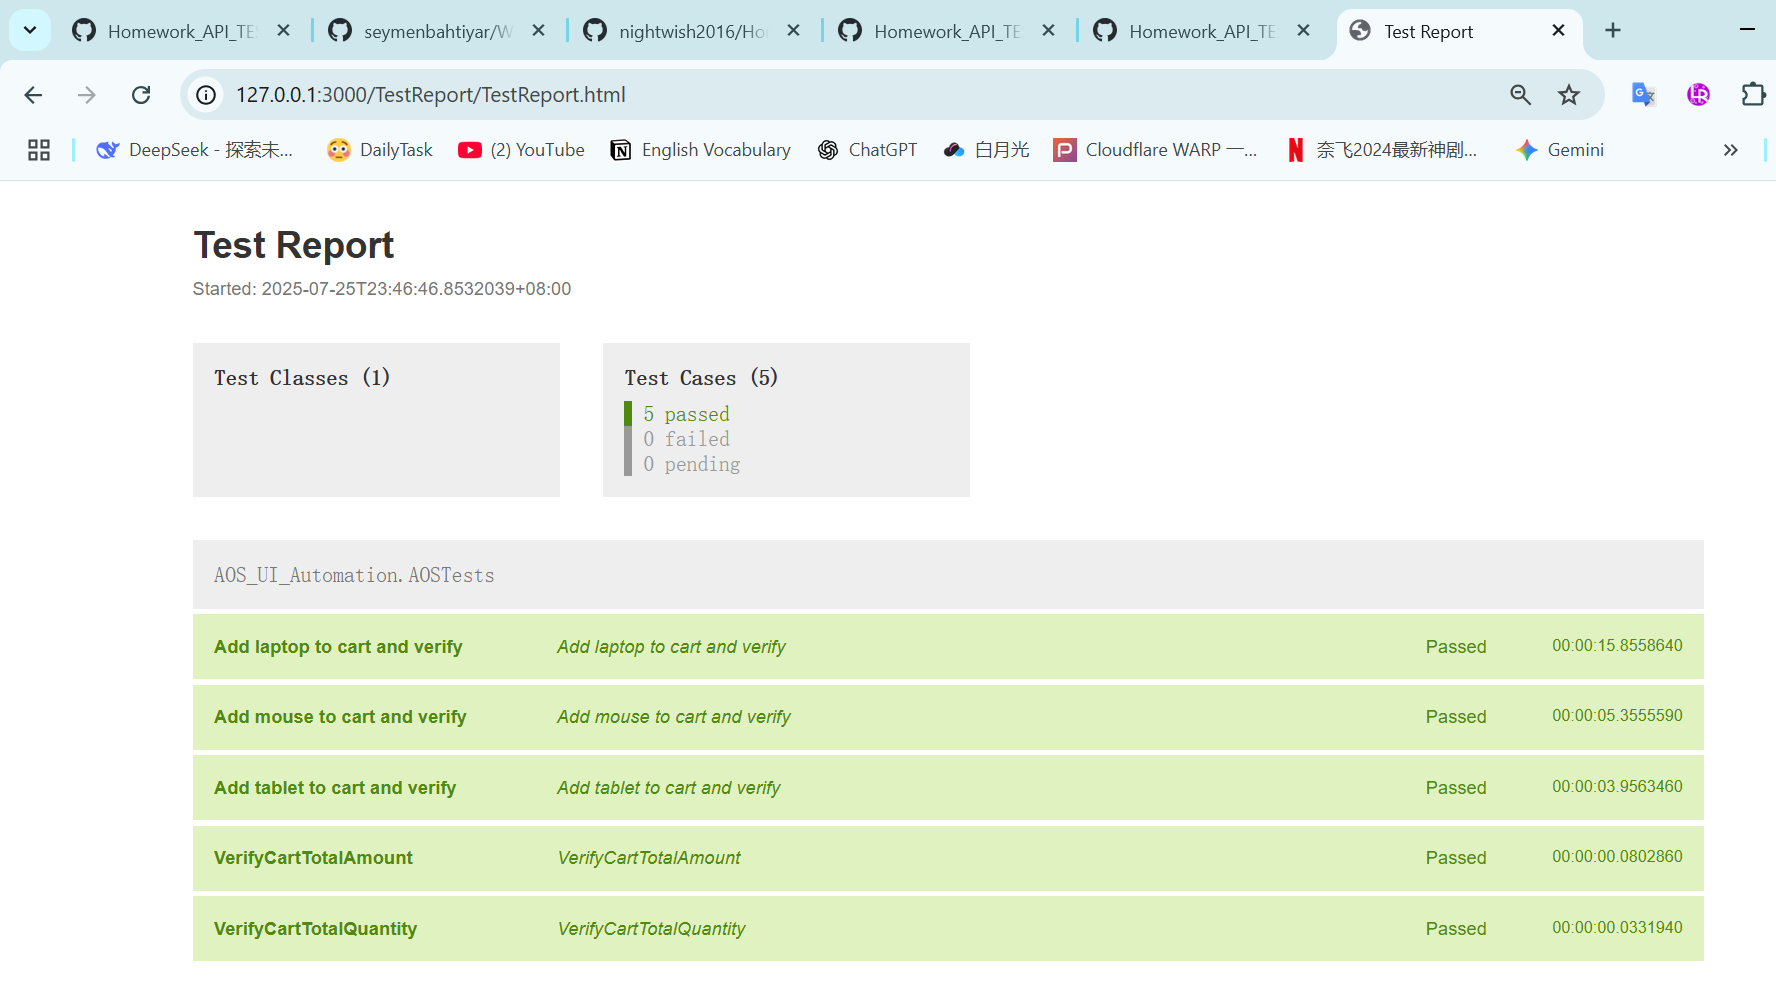 Homework_API_TES
seymenbahtiyar/W
nightwish2016/Ho
Homework_API_TE
Homework_API_TE
Test Report
127.0.0.1:3000/TestReport/TestReport.html
DeepSeek - 探索未...
DailyTask
(2) YouTube
English Vocabulary
ChatGPT
白月光
Cloudflare WARP 一...
奈飞2024最新神剧...
Gemini
Test Report
Started: 2025-07-25T23:46:46.8532039+08:00
Test Classes (1)
Test Cases (5)
5 passed
0 failed
0 pending
AOS_UI_Automation.AOSTests
Add laptop to cart and verify Add laptop to cart and verify Passed 00:00:15.8558640
Add mouse to cart and verify Add mouse to cart and verify Passed 00:00:05.3555590
Add tablet to cart and verify Add tablet to cart and verify Passed 00:00:03.9563460
VerifyCartTotalAmount VerifyCartTotalAmount Passed 00:00:00.0802860
VerifyCartTotalQuantity VerifyCartTotalQuantity Passed 00:00:00.0331940